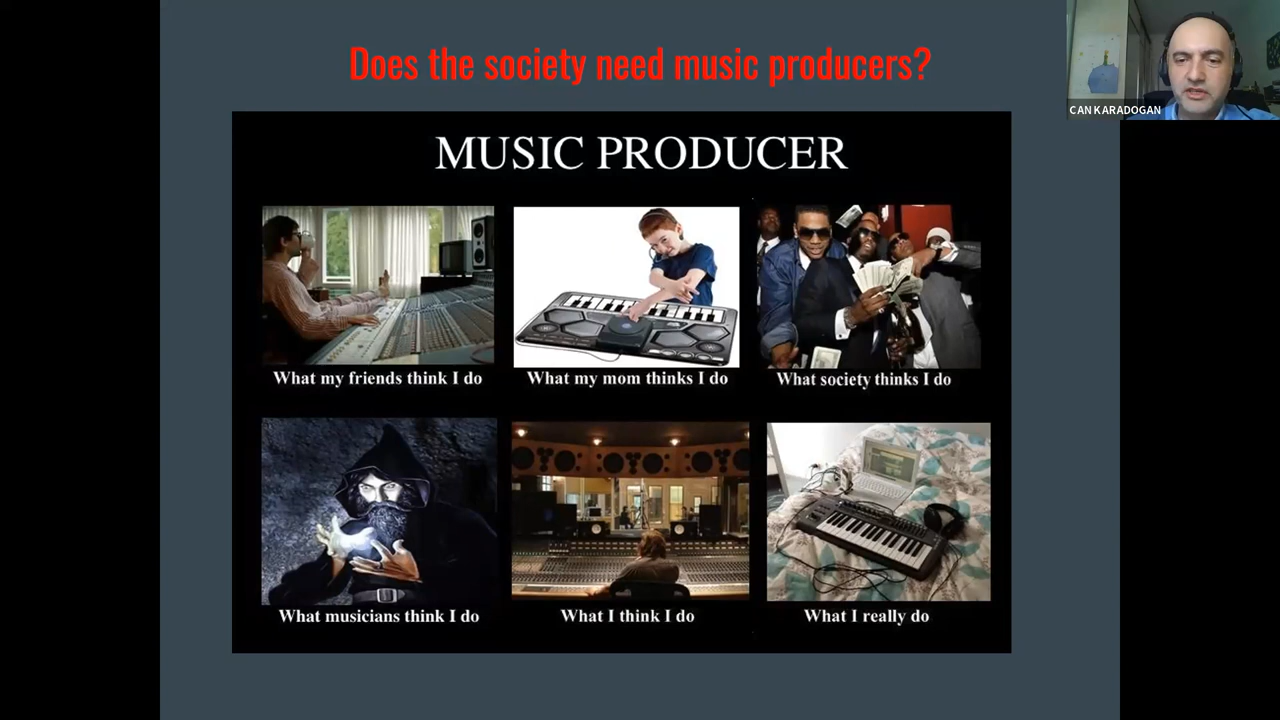 Does the society need music producers?
CAN KARADOGAN
MUSIC PRODUCER
What my friends think I do
What my mom thinks I do
What society thinks I do
What musicians think I do
What I think I do
What I really do